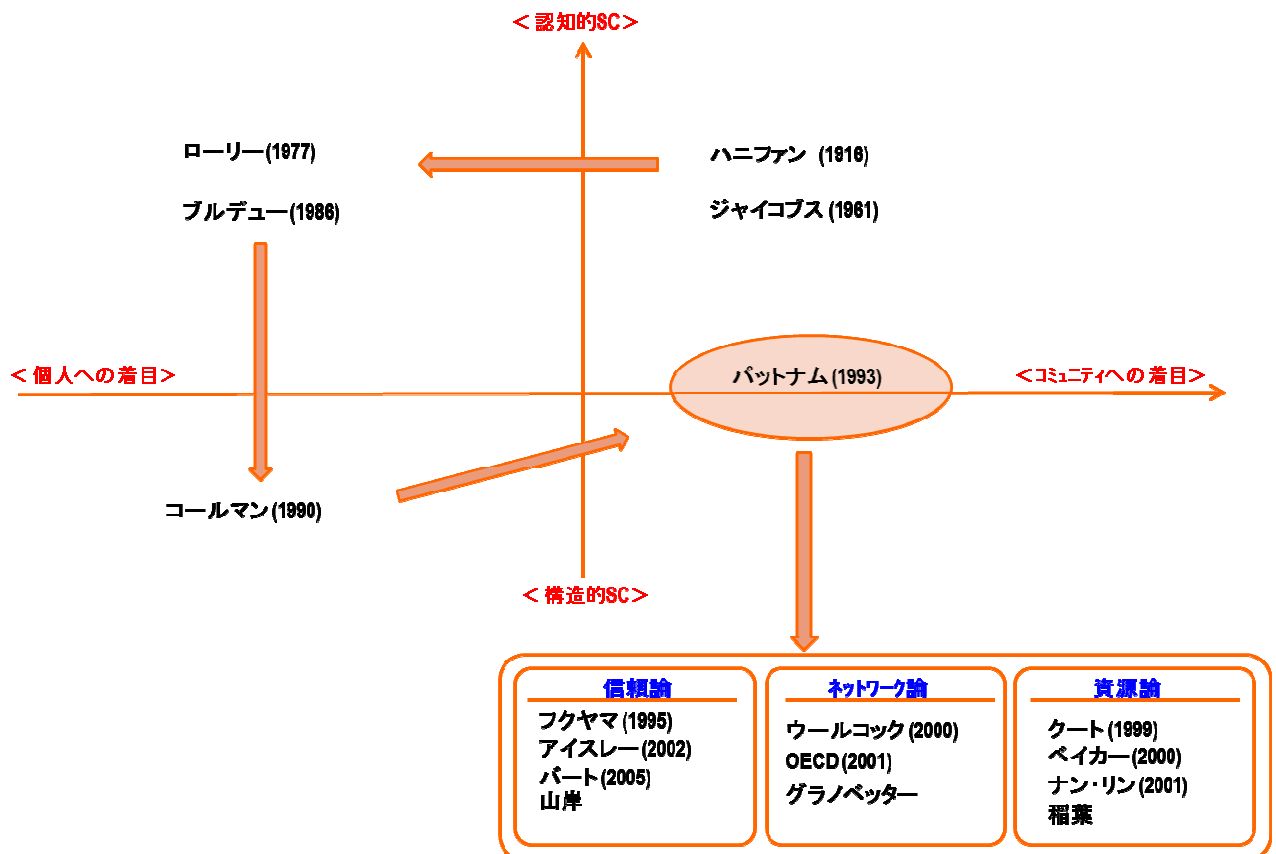 ＜認知的SC＞
ローリー(1977)
ハニファン (1916)
ブルデュー(1986)
ジャイコブス(1961)
＜個人への着目＞
パットナム(1993)
＜コミュニティへの着目＞
コールマン(1990)
＜構造的SC＞
信頼論
フクヤマ(1995)
アイスレー(2002)
バート(2005)
山岸
ネットワーク論
ウールコック(2000)
OECD(2001)
グラノベッター
資源論
クート(1999)
ベイカー(2000)
ナン・リン(2001)
稲葉